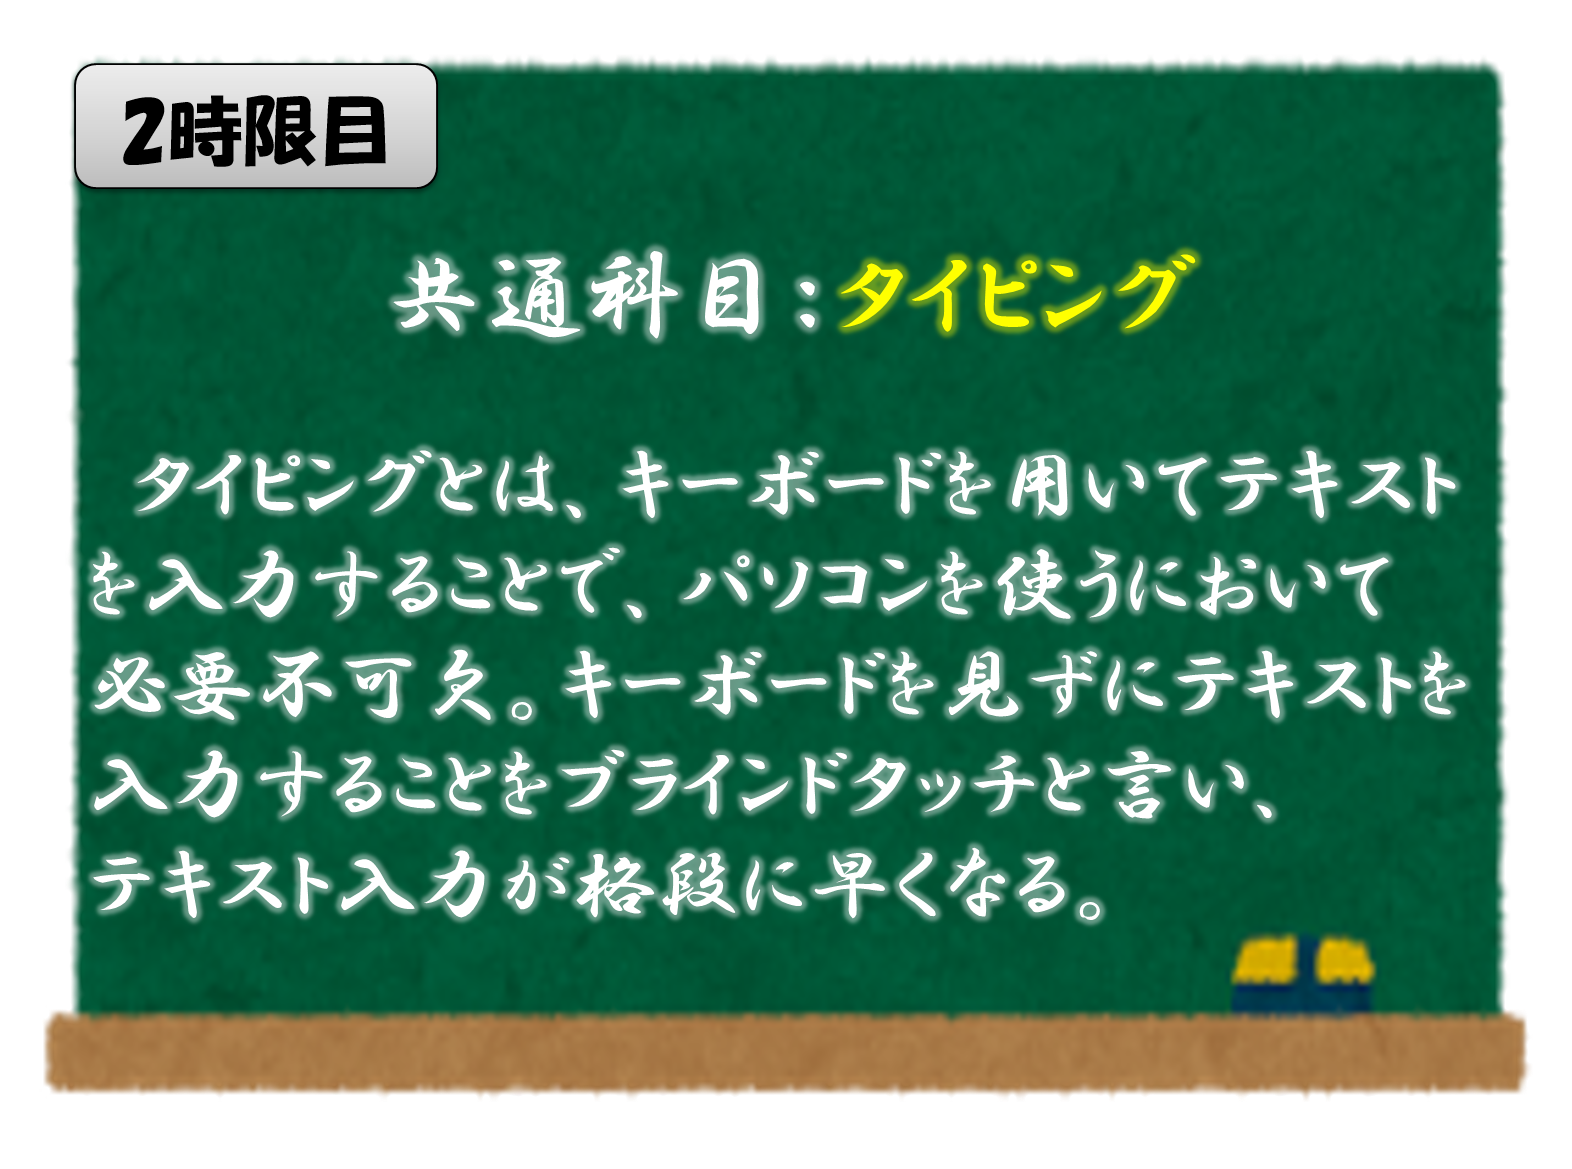 2時限目
共通科目：タイピング
タイピングとは、キーボードを用いてテキスト
を入力することで、パソコンを使うにおいて
必要不可欠。キーボードを見ずにテキストを
入力することをブラインドタッチと言い、
テキスト入力が格段に早くなる。